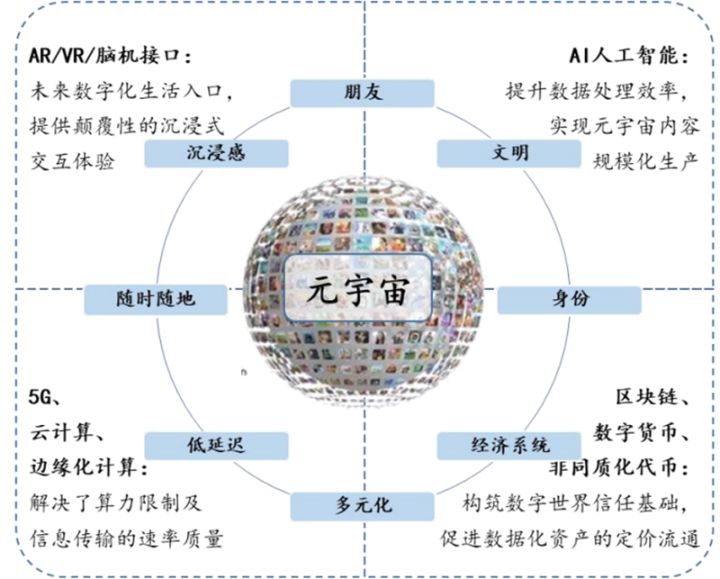 AR/VR/脑机接口：
未来数字化生活入口，
提供颠覆性的沉浸式
交互体验
AI人工智能：
提升数据处理效率，
实现元宇宙内容
规模化生产
朋友
沉浸感
文明
元宇宙
随时随地
身份
n
5G、
云计算、
边缘化计算：
解决了算力限制及
信息传输的速率质量
区块链、
数字货币、
非同质化代币：
构筑数字世界信任基础，
促进数据化资产的定价流通
低延迟
经济系统
多元化